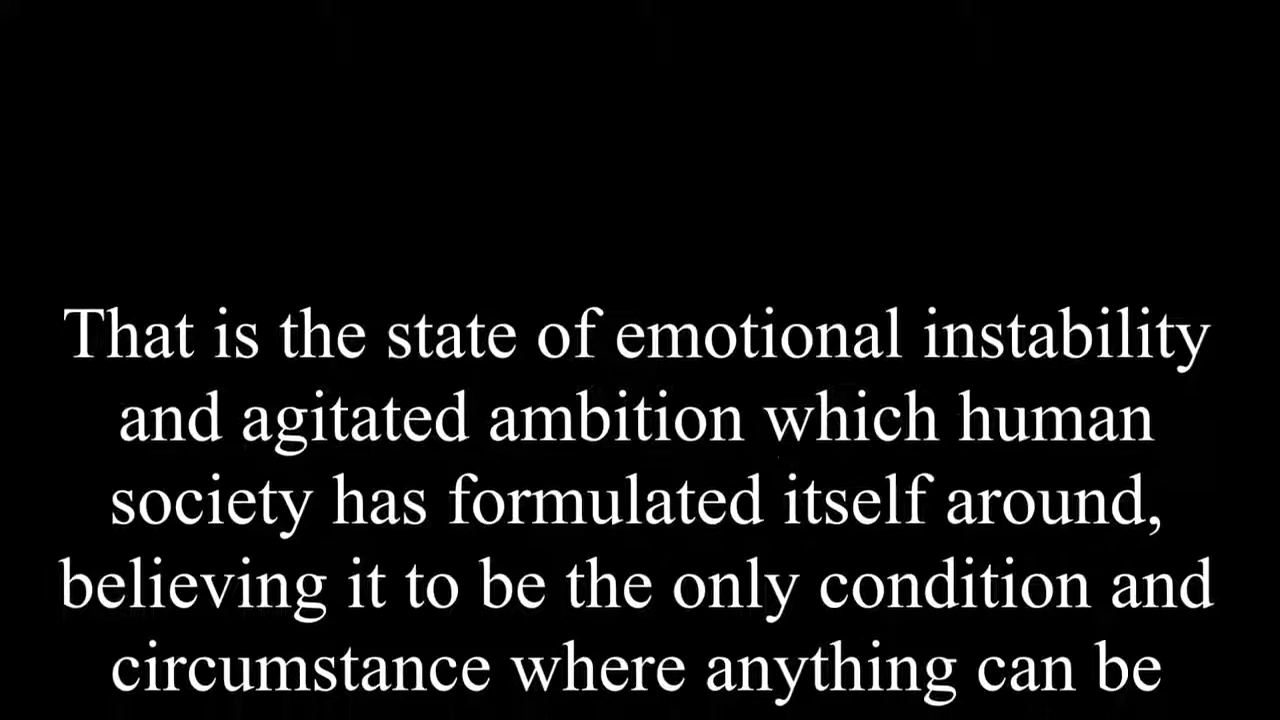 That is the state of emotional instability
and agitated ambition which human
society has formulated itself around,
believing it to be the only condition and
circumstance where anything can be